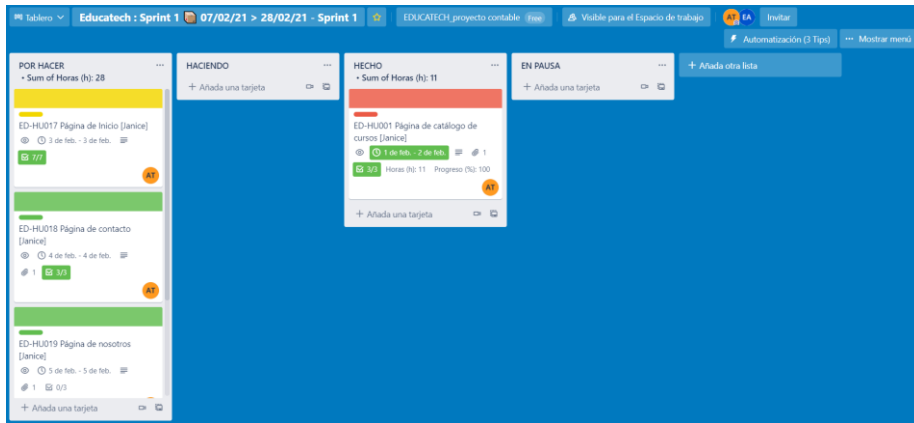 Tablero
Educatech : Sprint 1 07/02/21 > 28/02/21 - Sprint 1
EDUCATECH_proyecto contable Free
Visible para el Espacio de trabajo
AT EA
Invitar
Automatización (3 Tips)
... Mostrar menú
POR HACER ...
• Sum of Horas (h): 28
ED-HU017 Página de Inicio [Janice]
3 de feb. - 3 de feb.
7/7
AT
ED-HU018 Página de contacto
[Janice]
4 de feb. - 4 de feb.
1 3/3
AT
ED-HU019 Página de nosotros
[Janice]
5 de feb. - 5 de feb.
1 0/3
+ Añada una tarjeta
HACIENDO ...
+ Añada una tarjeta
HECHO ...
• Sum of Horas (h): 11
ED-HU001 Página de catálogo de
cursos [Janice]
1 de feb. - 2 de feb. 1
3/3 Horas (h): 11 Progreso (%): 100
AT
+ Añada una tarjeta
EN PAUSA ...
+ Añada una tarjeta
+ Añada otra lista